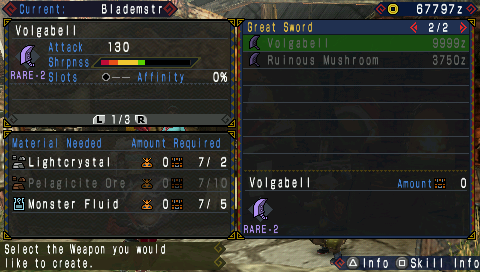 Current: Blademstr
67797z
Volgabell
Attack 130
Shrpnss
RARE-2
Slots Affinity 0%
L 1/3 R
Great Sword 2/2
Volgabell 9999z
Ruinous Mushroom 3750z
Material Needed Amount Required
Lightcrystal 0 7/ 2
Pelagicite Ore 0 7/10
Monster Fluid 0 7/ 5
Volgabell Amount 0
RARE-2
Select the Weapon you would
like to create.
Info Skill Info